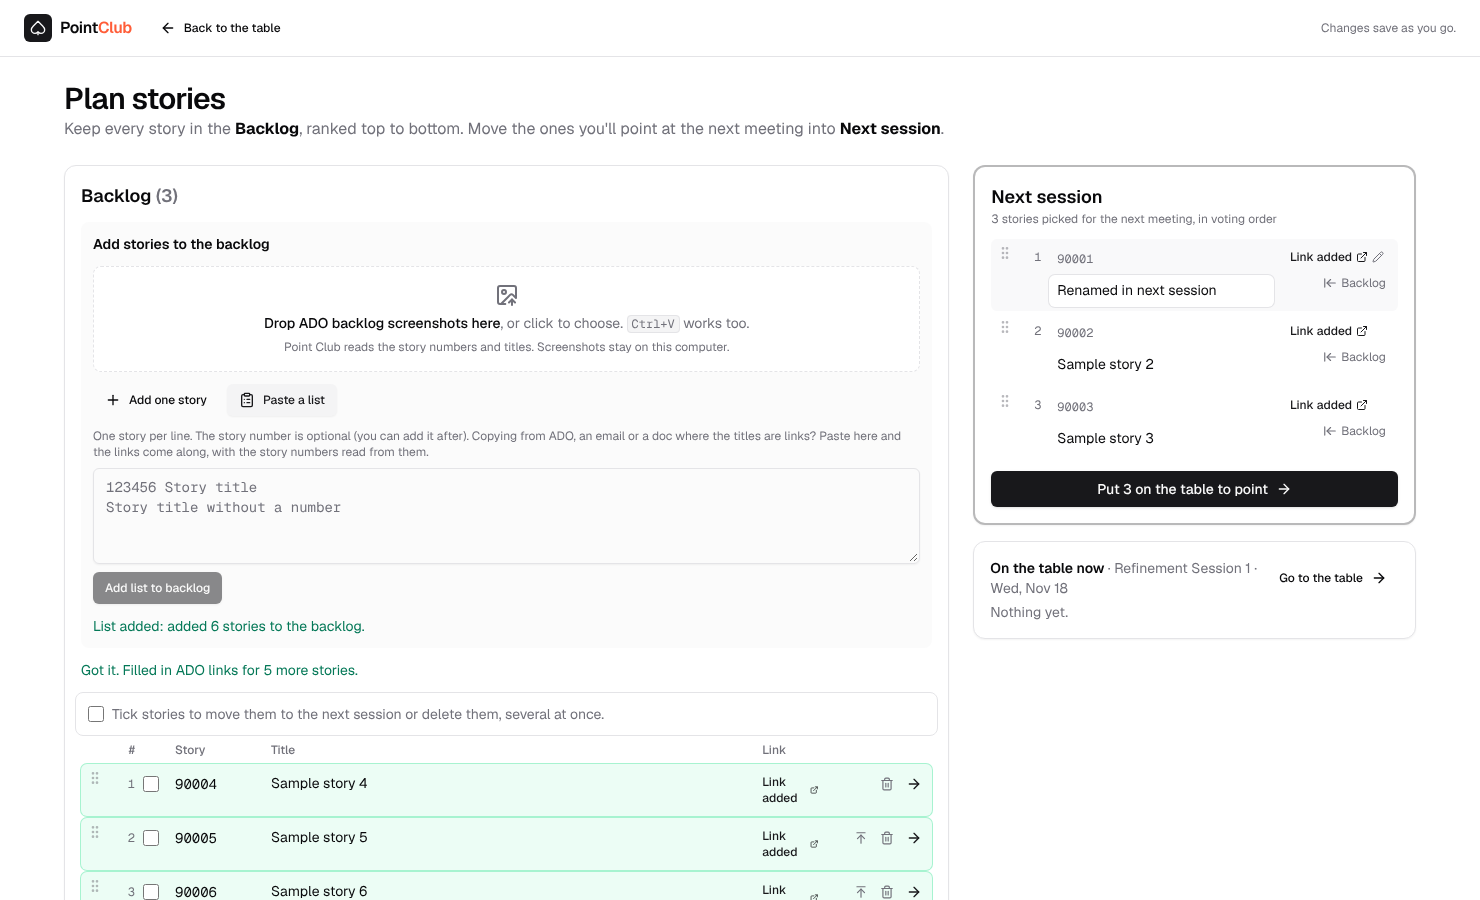 PointClub
Back to the table
Changes save as you go.
Plan stories
Keep every story in the Backlog, ranked top to bottom. Move the ones you'll point at the next meeting into Next session.
Backlog (3)
Add stories to the backlog
Drop ADO backlog screenshots here, or click to choose. Ctrl+V works too.
Point Club reads the story numbers and titles. Screenshots stay on this computer.
Add one story
Paste a list
One story per line. The story number is optional (you can add it after). Copying from ADO, an email or a doc where the titles are links? Paste here and
the links come along, with the story numbers read from them.
123456 Story title
Story title without a number
Add list to backlog
List added: added 6 stories to the backlog.
Got it. Filled in ADO links for 5 more stories.
Tick stories to move them to the next session or delete them, several at once.
# Story Title Link
1 90004 Sample story 4 Link
added
2 90005 Sample story 5 Link
added
3 90006 Sample story 6 Link
Next session
3 stories picked for the next meeting, in voting order
1 90001 Link added
Renamed in next session Backlog
2 90002 Link added
Backlog
Sample story 2
3 90003 Link added
Backlog
Sample story 3
Put 3 on the table to point
On the table now · Refinement Session 1 ·
Wed, Nov 18
Go to the table
Nothing yet.